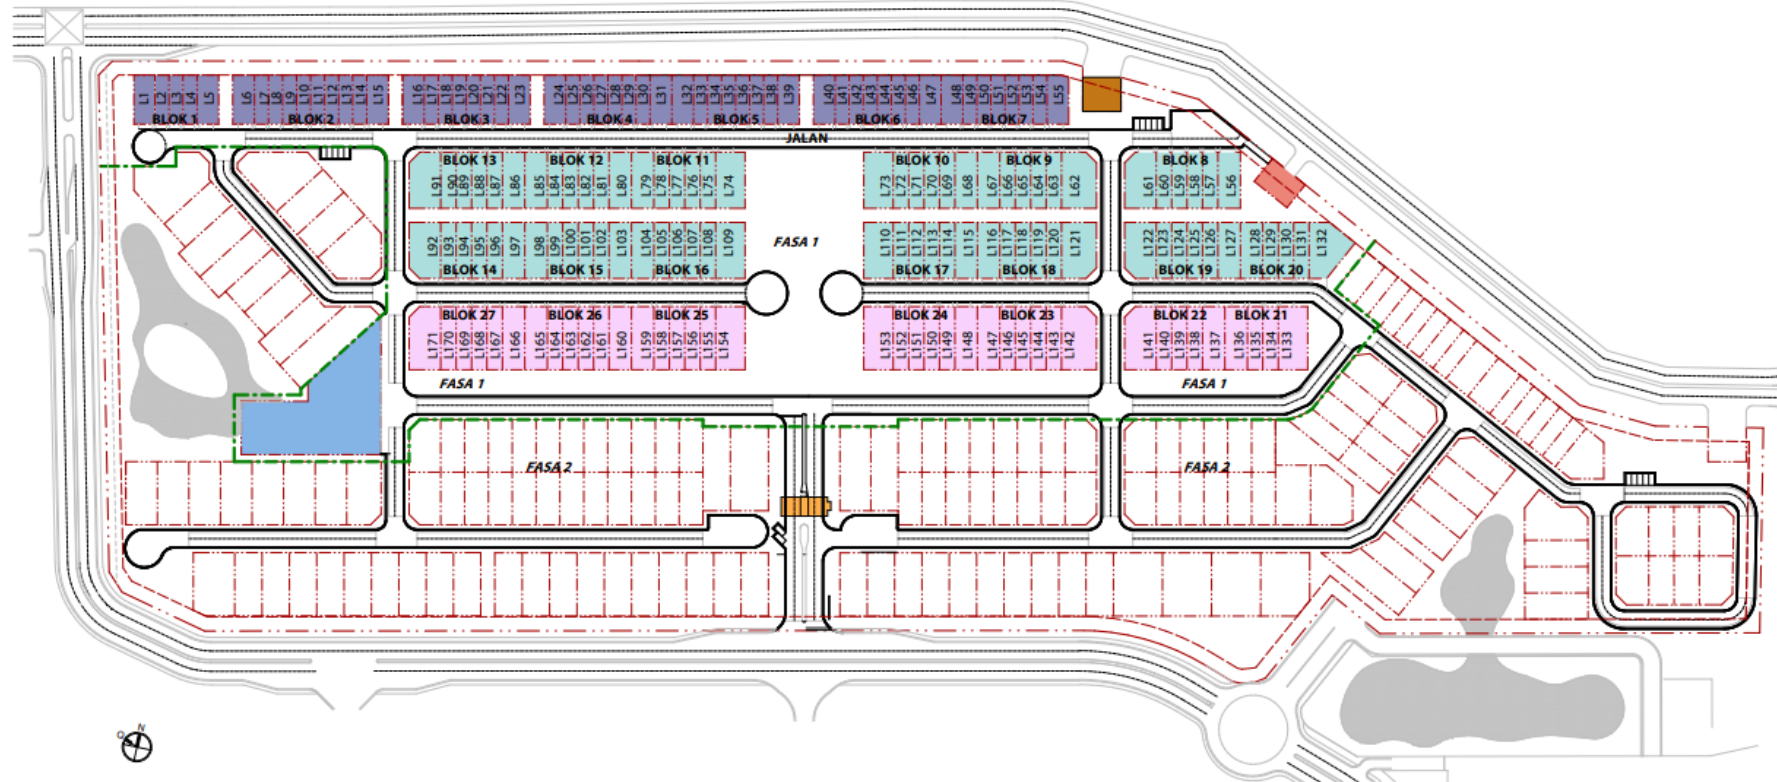 L1 L2 L3 L4 L5 L6 L7 L8 L9 L10 L11 L12 L13 L14 L15 L16 L17 L18 L19 L20 L21 L22 L23 L24 L25 L26 L27 L28 L29 L30 L31 L32 L33 L34 L35 L36 L37 L38 L39 L40 L41 L42 L43 L44 L45 L46 L47 L48 L49 L50 L51 L52 L53 L54 L55
BLOK 1 BLOK 2 BLOK 3 BLOK 4 BLOK 5 BLOK 6 BLOK 7
JALAN
BLOK 13 BLOK 12 BLOK 11 BLOK 10 BLOK 9 BLOK 8
L91 L90 L89 L88 L87 L86 L85 L84 L83 L82 L81 L80 L79 L78 L77 L76 L75 L74 L73 L72 L71 L70 L69 L68 L67 L66 L65 L64 L63 L62 L61 L60 L59 L58 L57 L56
L92 L93 L94 L95 L96 L97 L98 L99 L100 L101 L102 L103 L104 L105 L106 L107 L108 L109 FASA 1 L110 L111 L112 L113 L114 L115 L116 L117 L118 L119 L120 L121 L122 L123 L124 L125 L126 L127 L128 L129 L130 L131 L132
BLOK 14 BLOK 15 BLOK 16 BLOK 17 BLOK 18 BLOK 19 BLOK 20
BLOK 27 BLOK 26 BLOK 25 BLOK 24 BLOK 23 BLOK 22 BLOK 21
L171 L170 L169 L168 L167 L166 L165 L164 L163 L162 L161 L160 L159 L158 L157 L156 L155 L154 L153 L152 L151 L150 L149 L148 L147 L146 L145 L144 L143 L142 L141 L140 L139 L138 L137 L136 L135 L134 L133
FASA 1 FASA 1
FASA 2 FASA 2
N